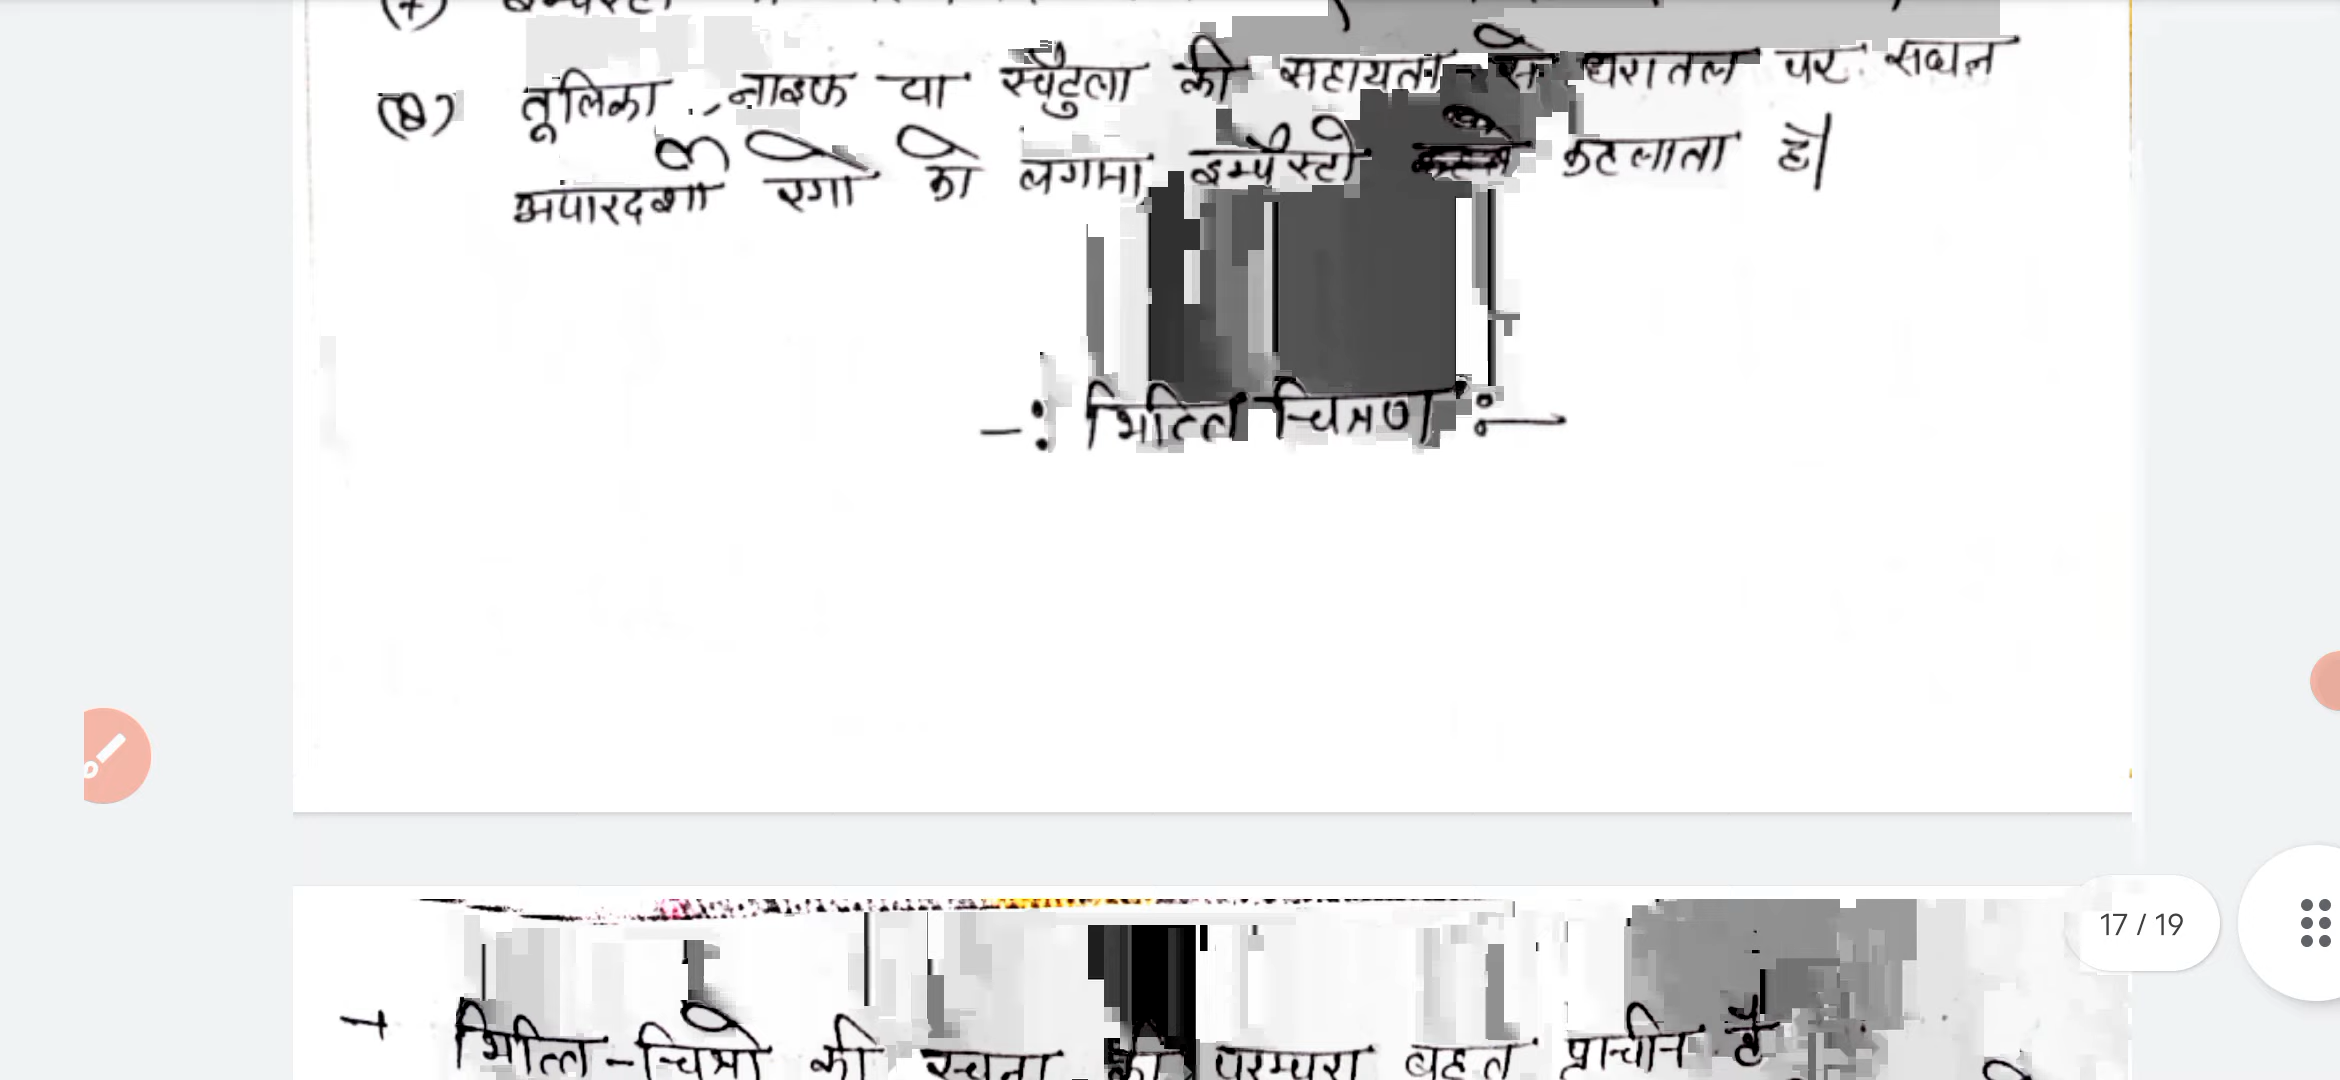 (8) तूलिका, नाइफ या स्पैटुला की सहायता से धरातल पर सघन
अपारदर्शी रंगों को लगाना इम्पेस्टो कहलाता है।
-: भित्ति चित्रण :-
17 / 19
→ भित्ति-चित्रों की रचना की परम्परा बहुत प्राचीन है